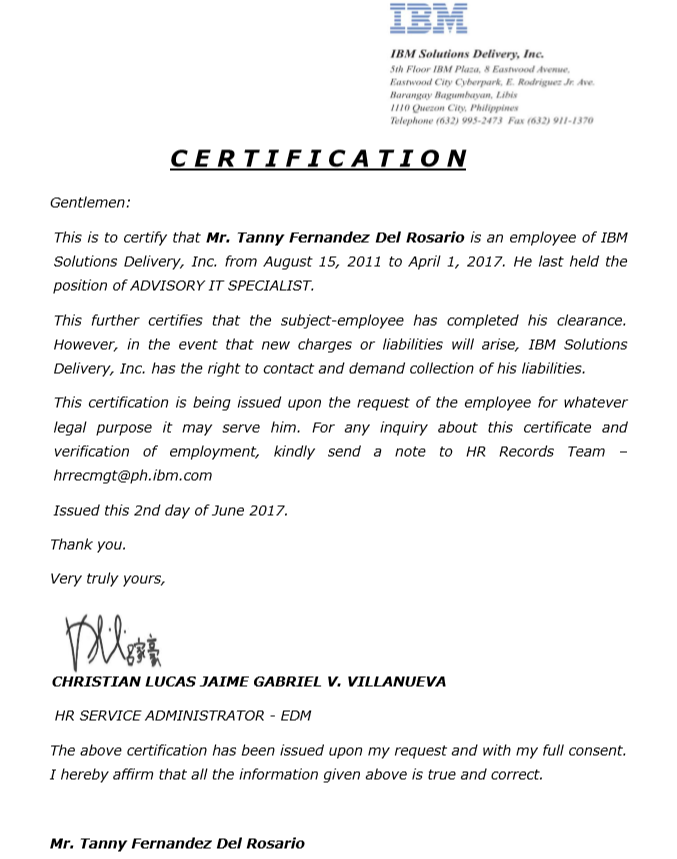 IBM
IBM Solutions Delivery, Inc.
5th Floor IBM Plaza, 8 Eastwood Avenue,
Eastwood City Cyberpark, E. Rodriguez Jr. Ave.
Barangay Bagumbayan, Libis
1110 Quezon City, Philippines
Telephone (632) 995-2473 Fax (632) 911-1370
CERTIFICATION
Gentlemen:
This is to certify that Mr. Tanny Fernandez Del Rosario is an employee of IBM
Solutions Delivery, Inc. from August 15, 2011 to April 1, 2017. He last held the
position of ADVISORY IT SPECIALIST.
This further certifies that the subject-employee has completed his clearance.
However, in the event that new charges or liabilities will arise, IBM Solutions
Delivery, Inc. has the right to contact and demand collection of his liabilities.
This certification is being issued upon the request of the employee for whatever
legal purpose it may serve him. For any inquiry about this certificate and
verification of employment, kindly send a note to HR Records Team –
hrrecmgt@ph.ibm.com
Issued this 2nd day of June 2017.
Thank you.
Very truly yours,
CHRISTIAN LUCAS JAIME GABRIEL V. VILLANUEVA
HR SERVICE ADMINISTRATOR - EDM
The above certification has been issued upon my request and with my full consent.
I hereby affirm that all the information given above is true and correct.
Mr. Tanny Fernandez Del Rosario